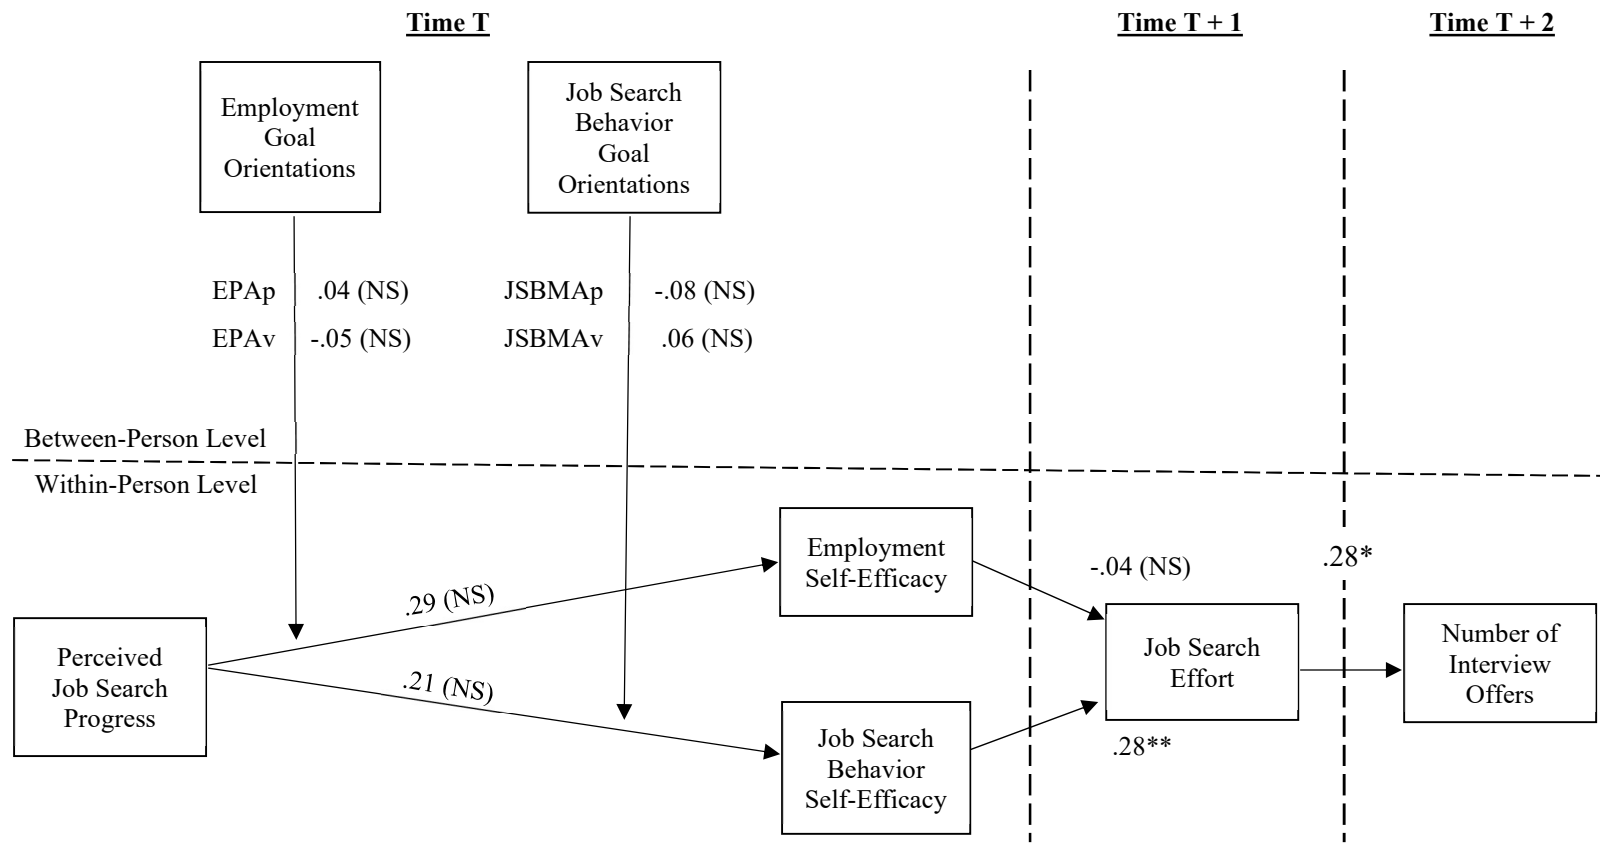 Time T
Time T + 1
Time T + 2
Employment
Goal
Orientations
Job Search
Behavior
Goal
Orientations
EPAp .04 (NS)
EPAv -.05 (NS)
JSBMAp -.08 (NS)
JSBMAv .06 (NS)
Between-Person Level
Within-Person Level
Perceived
Job Search
Progress
.29 (NS)
.21 (NS)
Employment
Self-Efficacy
Job Search
Behavior
Self-Efficacy
-.04 (NS)
.28**
Job Search
Effort
.28*
Number of
Interview
Offers